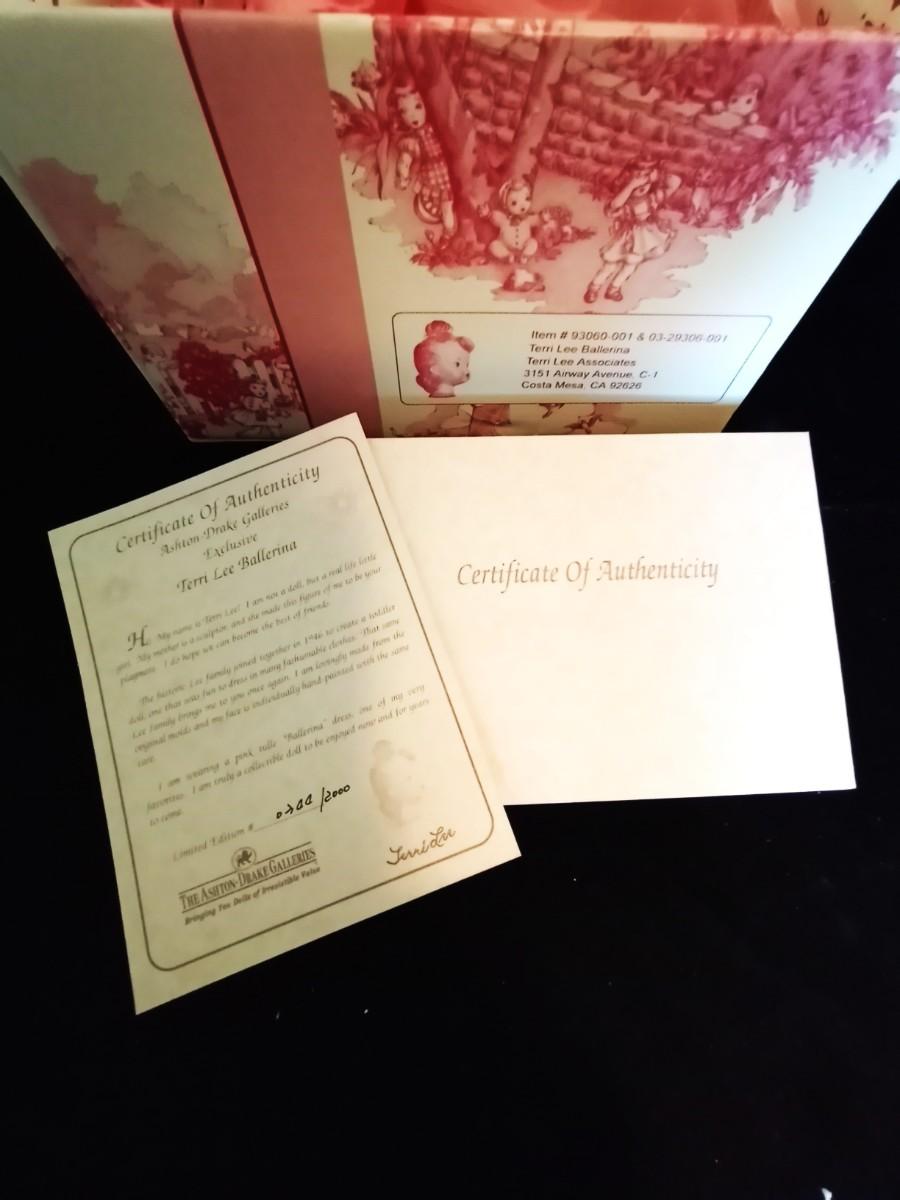 Item # 93060-001 & 03-29306-001
Terri Lee Ballerina
Terri Lee Associates
3151 Airway Avenue, C-1
Costa Mesa, CA 92626
Certificate Of Authenticity
Ashton-Drake Galleries
Exclusive
Terri Lee Ballerina
Hi, My name is Terri Lee! I am not a doll, but a real life little
girl. My mother is a sculptor, and she made this figure of me to be your
playmate. I do hope we can become the best of friends.
The historic Lee family joined together in 1946 to create a toddler
doll, one that was fun to dress in many fashionable clothes. That same
Lee family brings me to you once again. I am lovingly made from the
original molds and my face is individually hand-painted with the same
care.
I am wearing a pink tulle "Ballerina" dress, one of my very
favorites. I am truly a collectible doll to be enjoyed now and for years
to come.
Limited Edition # /2000
THE ASHTON-DRAKE GALLERIES
Bringing You Dolls of Irresistible Value
Terri Lee
Certificate Of Authenticity